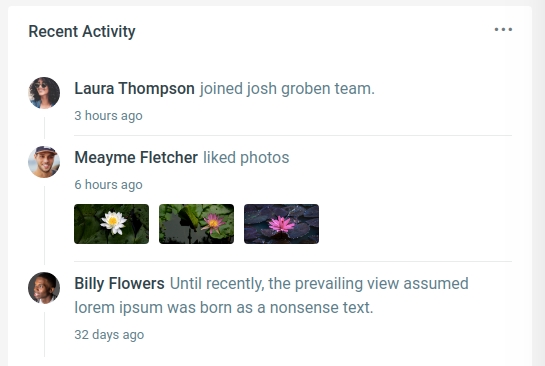 Recent Activity
Laura Thompson joined josh groben team.
3 hours ago
Meayme Fletcher liked photos
6 hours ago
Billy Flowers Until recently, the prevailing view assumed
lorem ipsum was born as a nonsense text.
32 days ago